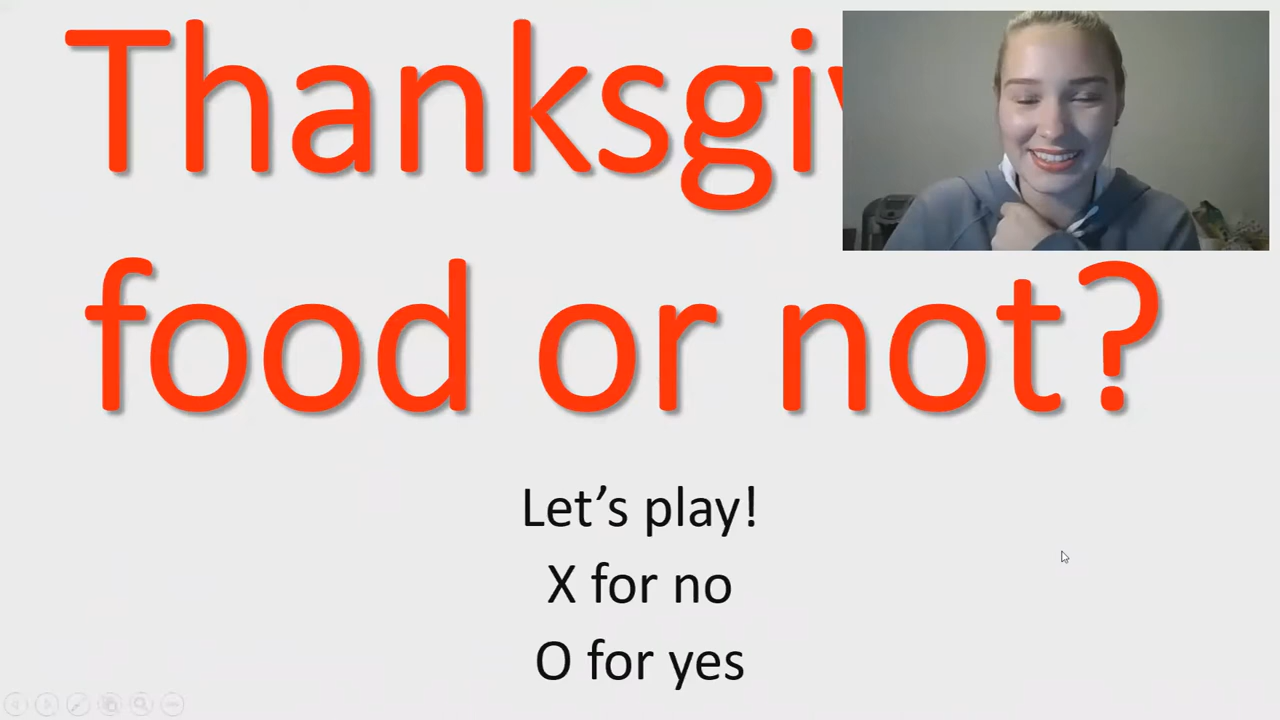 Thanksgiv
food or not?
Let’s play!
X for no
O for yes